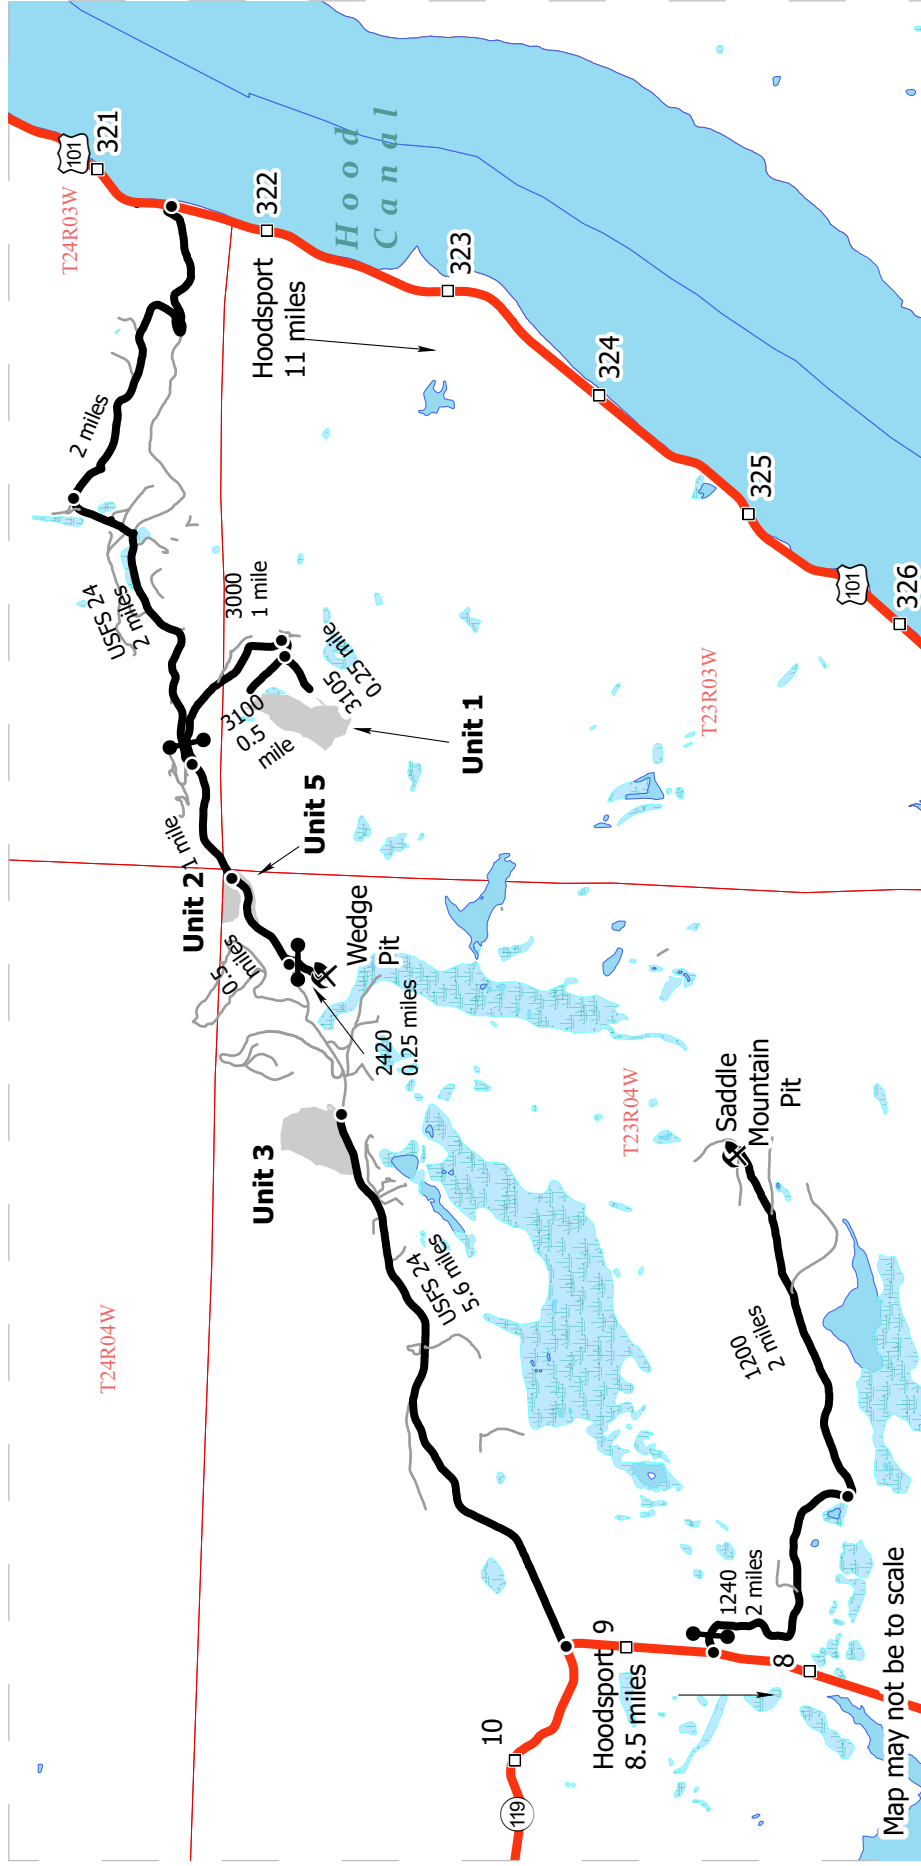 101
321
T24R03W
322
Hood
Canal
Hoodsport
11 miles
323
2 miles
324
USFS 24
2 miles
3000
1 mile
325
101
326
3105
0.25 mile
3100
0.5
mile
Unit 1
T23R03W
Unit 5
1 mile
Unit 2
0.5
miles
Wedge
Pit
2420
0.25 miles
Unit 3
T23R04W
Saddle
Mountain
Pit
USFS 24
5.6 miles
T24R04W
1200
2 miles
1240
2 miles
9
8
Hoodsport
8.5 miles
10
119
Map may not be to scale